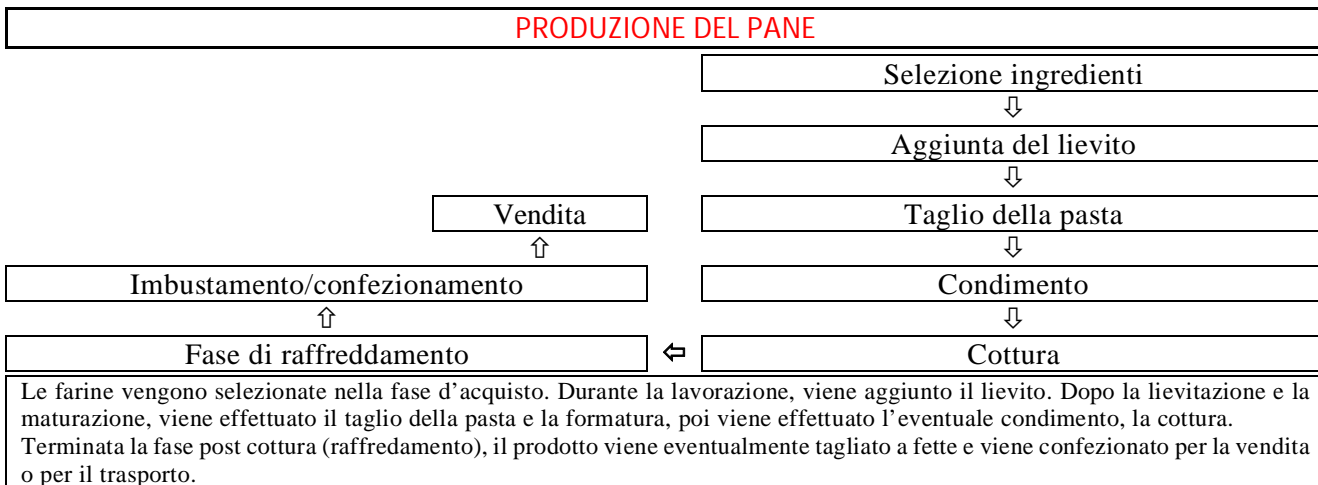 PRODUZIONE DEL PANE
Selezione ingredienti
⇩
Aggiunta del lievito
⇩
Taglio della pasta
⇩
Condimento
⇩
Cottura
⇦
Fase di raffreddamento
⇧
Imbustamento/confezionamento
⇧
Vendita
Le farine vengono selezionate nella fase d’acquisto. Durante la lavorazione, viene aggiunto il lievito. Dopo la lievitazione e la
maturazione, viene effettuato il taglio della pasta e la formatura, poi viene effettuato l’eventuale condimento, la cottura.
Terminata la fase post cottura (raffredamento), il prodotto viene eventualmente tagliato a fette e viene confezionato per la vendita
o per il trasporto.